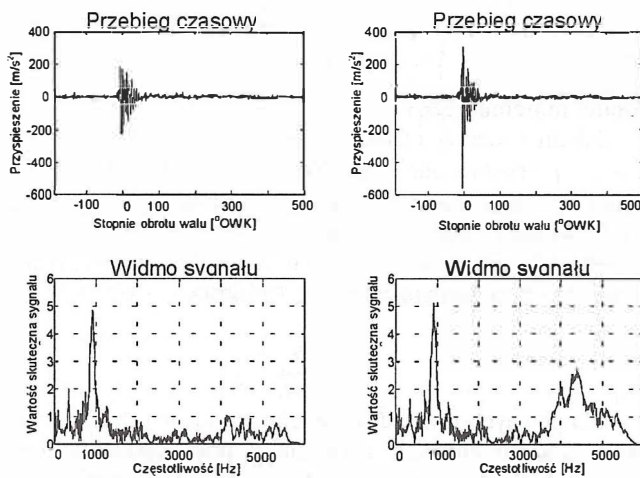 Przebieg czasowy
400
200
0
-200
-400
-600
Przyspieszenie [m/s²]
-100 0 100 300 500
Stopnie obrotu wału [°OWK]
Przebieg czasowy
400
200
0
-200
-400
-600
Przyspieszenie [m/s²]
-100 0 100 300 500
Stopnie obrotu wału [°OWK]
Widmo sygnału
6
5
4
3
2
1
0
Wartość skuteczna sygnału
1000 3000 5000
Częstotliwość [Hz]
Widmo sygnału
6
5
4
3
2
1
0
Wartość skuteczna sygnału
0 1000 3000 5000
Częstotliwość [Hz]